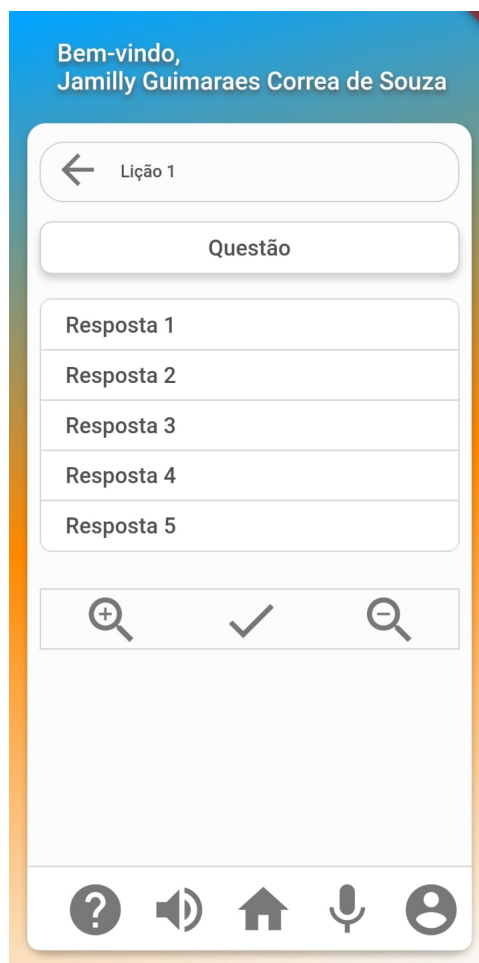 Bem-vindo,
Jamilly Guimaraes Correa de Souza
Lição 1
Questão
Resposta 1
Resposta 2
Resposta 3
Resposta 4
Resposta 5